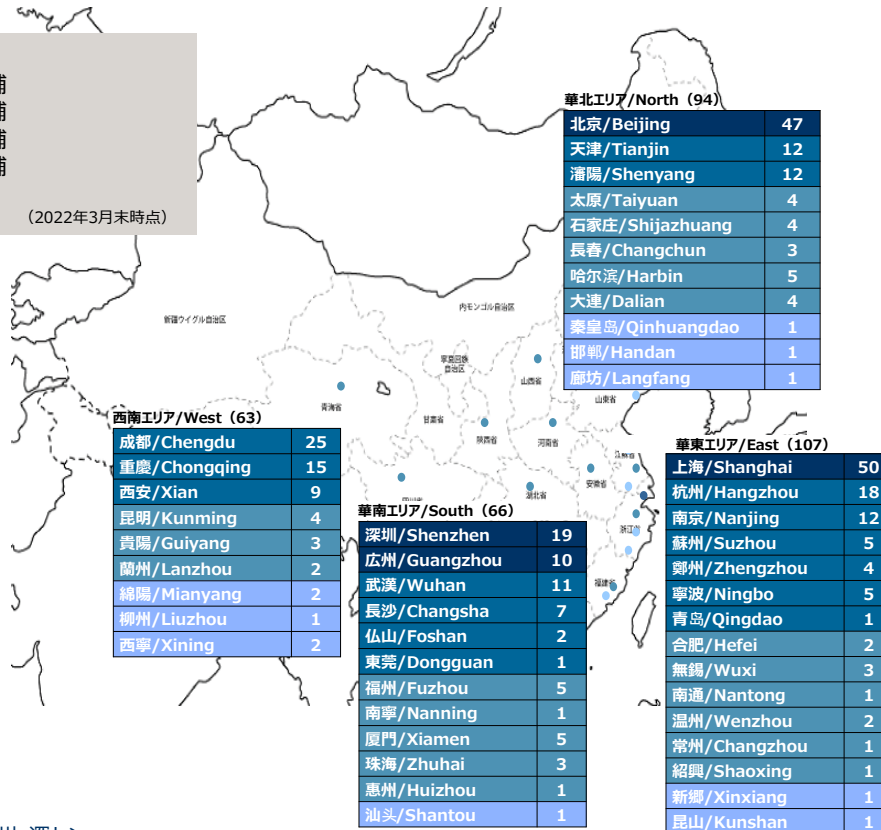 舗
舗
舗
舗
（2022年3月末時点）
華北エリア/North（94）
北京/Beijing 47
天津/Tianjin 12
瀋陽/Shenyang 12
太原/Taiyuan 4
石家庄/Shijiazhuang 4
長春/Changchun 3
哈尔滨/Harbin 5
大連/Dalian 4
秦皇岛/Qinhuangdao 1
邯郸/Handan 1
廊坊/Langfang 1
新疆ウイグル自治区
内モンゴル自治区
寧夏回族
自治区
山西省
山東省
青海省
甘粛省
陝西省
河南省
安徽省
湖北省
浙江省
福建省
西南エリア/West（63）
成都/Chengdu 25
重慶/Chongqing 15
西安/Xian 9
昆明/Kunming 4
貴陽/Guiyang 3
蘭州/Lanzhou 2
綿陽/Mianyang 2
柳州/Liuzhou 1
西寧/Xining 2
華南エリア/South（66）
深圳/Shenzhen 19
広州/Guangzhou 10
武漢/Wuhan 11
長沙/Changsha 7
仏山/Foshan 2
東莞/Dongguan 1
福州/Fuzhou 5
南寧/Nanning 1
厦門/Xiamen 5
珠海/Zhuhai 3
惠州/Huizhou 1
汕头/Shantou 1
華東エリア/East（107）
上海/Shanghai 50
杭州/Hangzhou 18
南京/Nanjing 12
蘇州/Suzhou 5
鄭州/Zhengzhou 4
寧波/Ningbo 5
青岛/Qingdao 1
合肥/Hefei 2
無錫/Wuxi 3
南通/Nantong 1
温州/Wenzhou 2
常州/Changzhou 1
紹興/Shaoxing 1
新郷/Xinxiang 1
昆山/Kunshan 1